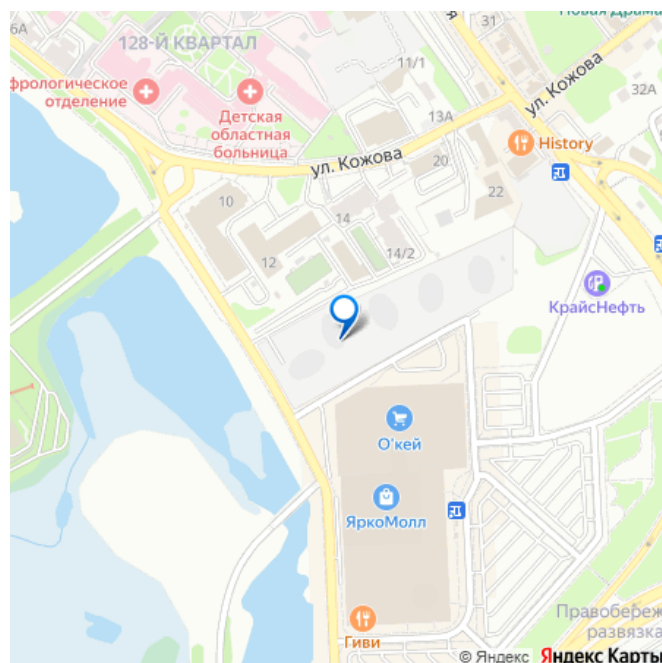 6А
128-Й КВАРТАЛ
31
Новая Драма
фрологическое
отделение
Детская
областная
больница
11/1
ул. Кожова
32А
13А
ул. Кожова
20
History
22
10
14
12
14/2
КрайсНефть
О'кей
ЯркоМолл
Гиви
Правобереж
развязка
© Яндекс Яндекс Карты